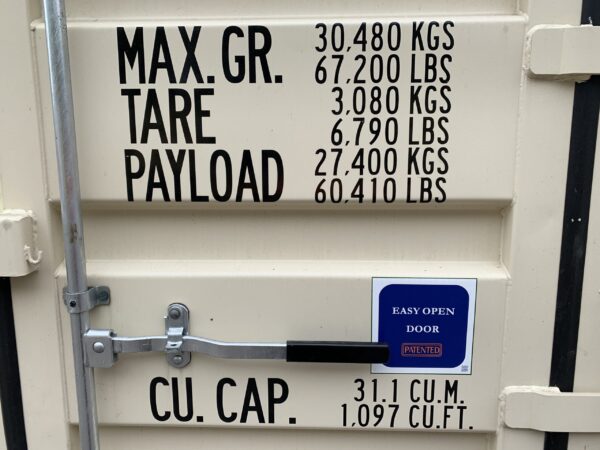 MAX. GR. 30,480 KGS
67,200 LBS
TARE 3,080 KGS
6,790 LBS
PAYLOAD 27,400 KGS
60,410 LBS
EASY OPEN
DOOR
PATENTED
CU. CAP. 31.1 CU.M.
1,097 CU.FT.